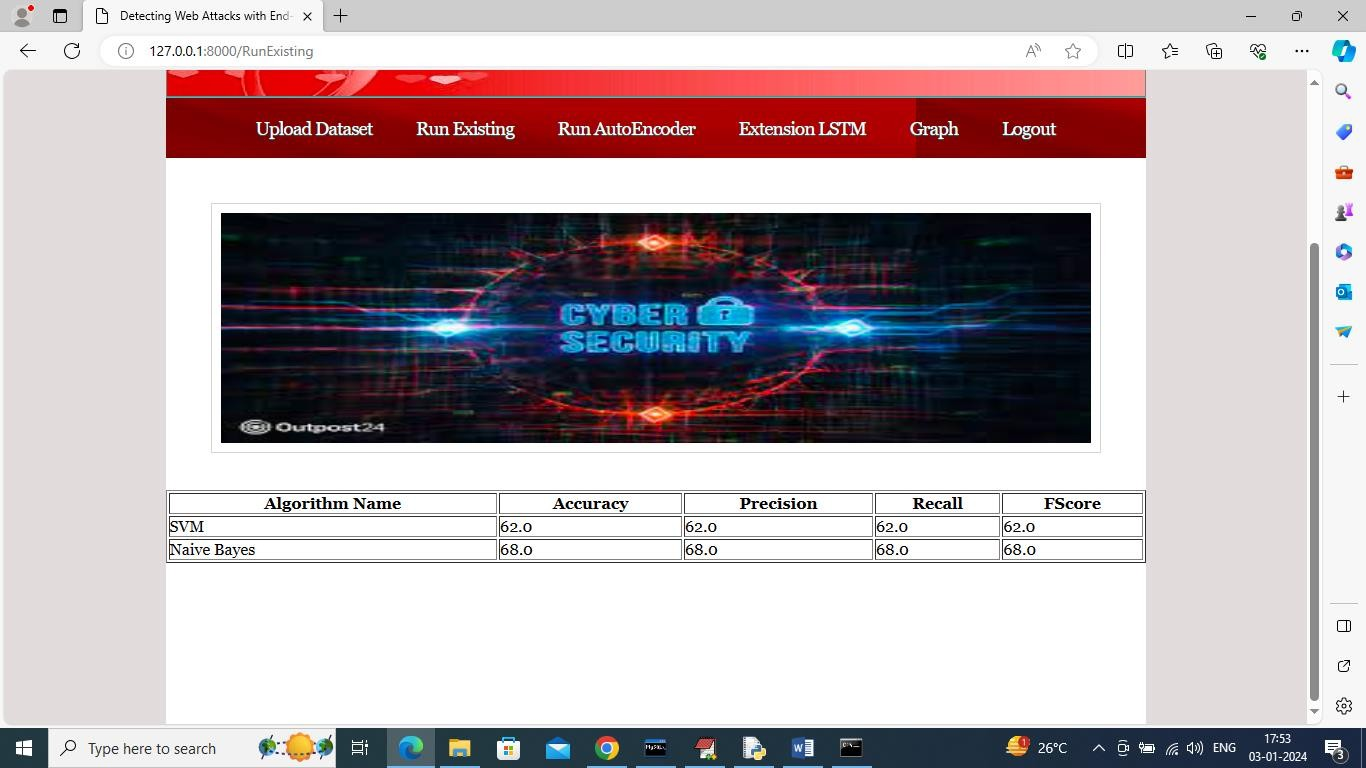 Detecting Web Attacks with End-
127.0.0.1:8000/RunExisting
Upload Dataset Run Existing Run AutoEncoder Extension LSTM Graph Logout
CYBER
SECURITY
Outpost24
Algorithm Name Accuracy Precision Recall FScore
SVM 62.0 62.0 62.0 62.0
Naive Bayes 68.0 68.0 68.0 68.0
Type here to search
1
26°C
ENG
17:53
03-01-2024
3